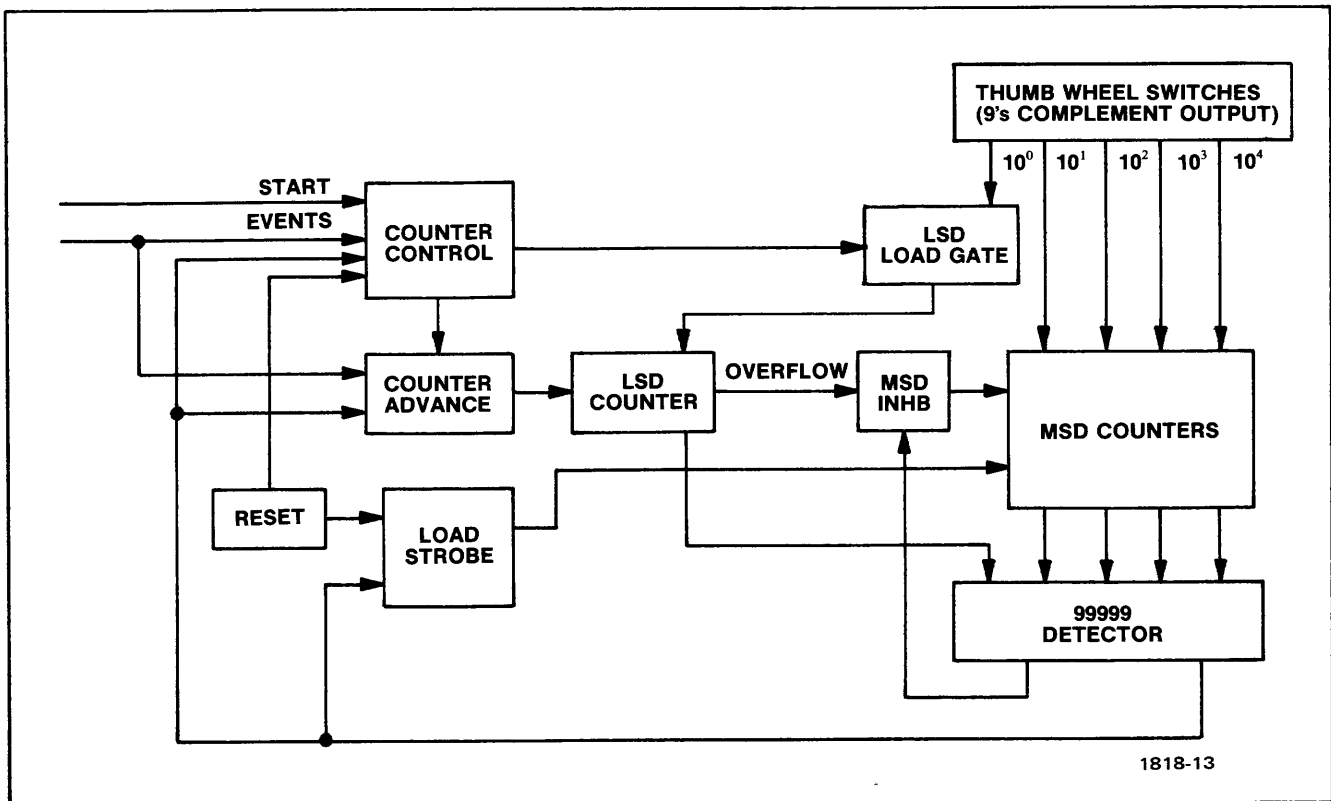 THUMB WHEEL SWITCHES
(9's COMPLEMENT OUTPUT)
10⁰
10¹
10²
10³
10⁴
START
EVENTS
COUNTER
CONTROL
LSD
LOAD GATE
COUNTER
ADVANCE
LSD
COUNTER
OVERFLOW
MSD
INHB
MSD COUNTERS
RESET
LOAD
STROBE
99999
DETECTOR
1818-13